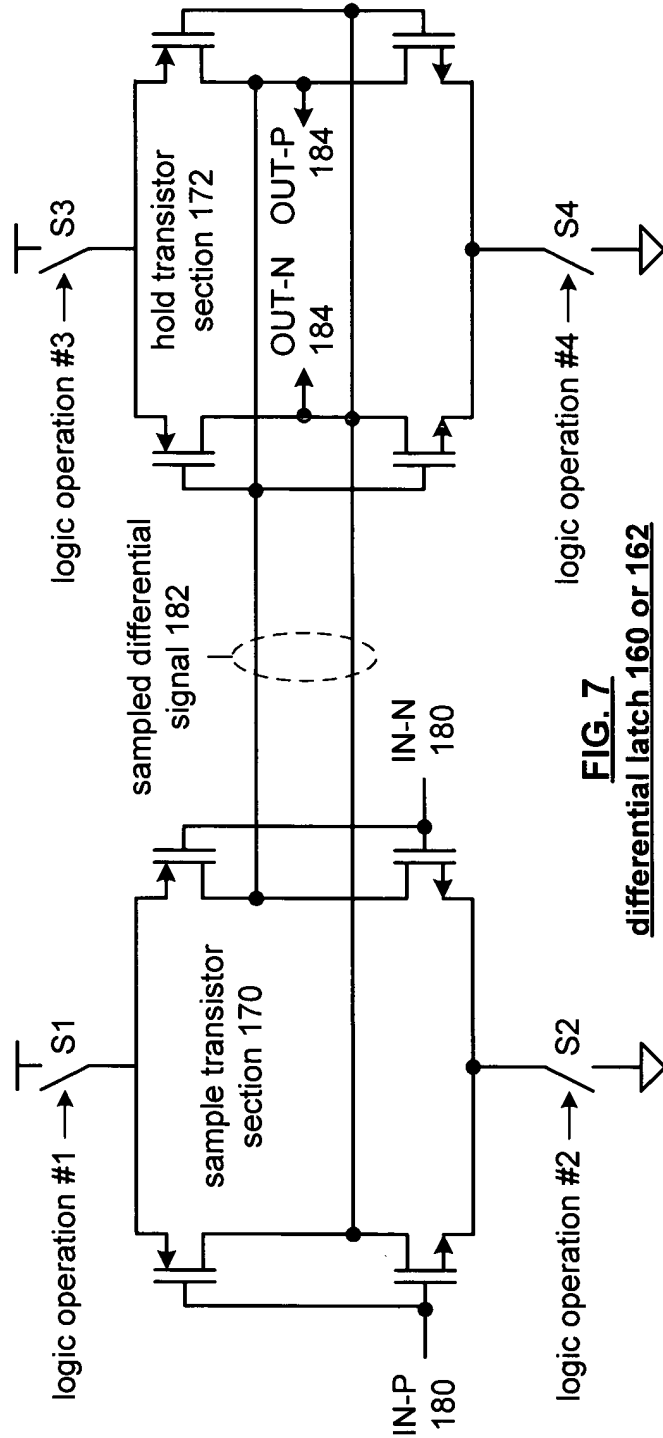 logic operation #1
S1
logic operation #3
S3
sample transistor
section 170
sampled differential
signal 182
hold transistor
section 172
OUT-N
184
OUT-P
184
IN-P
180
IN-N
180
logic operation #2
S2
logic operation #4
S4
FIG. 7
differential latch 160 or 162